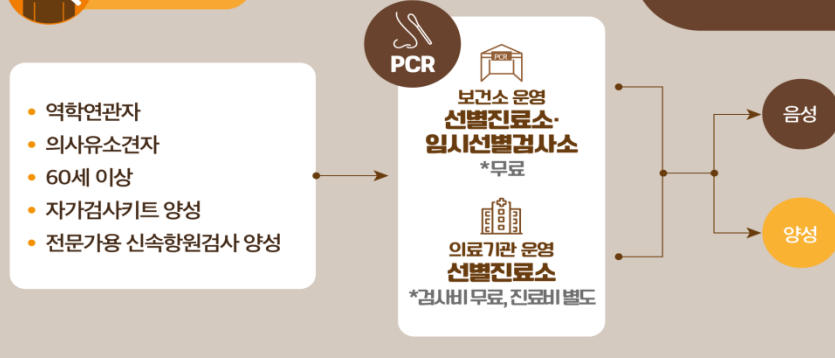 역학연관자
의사유소견자
60세 이상
자가검사키트 양성
전문가용 신속항원검사 양성
PCR
PCR
보건소 운영
선별진료소·
임시선별검사소
*무료
의료기관 운영
선별진료소
*검사비 무료, 진료비 별도
음성
양성